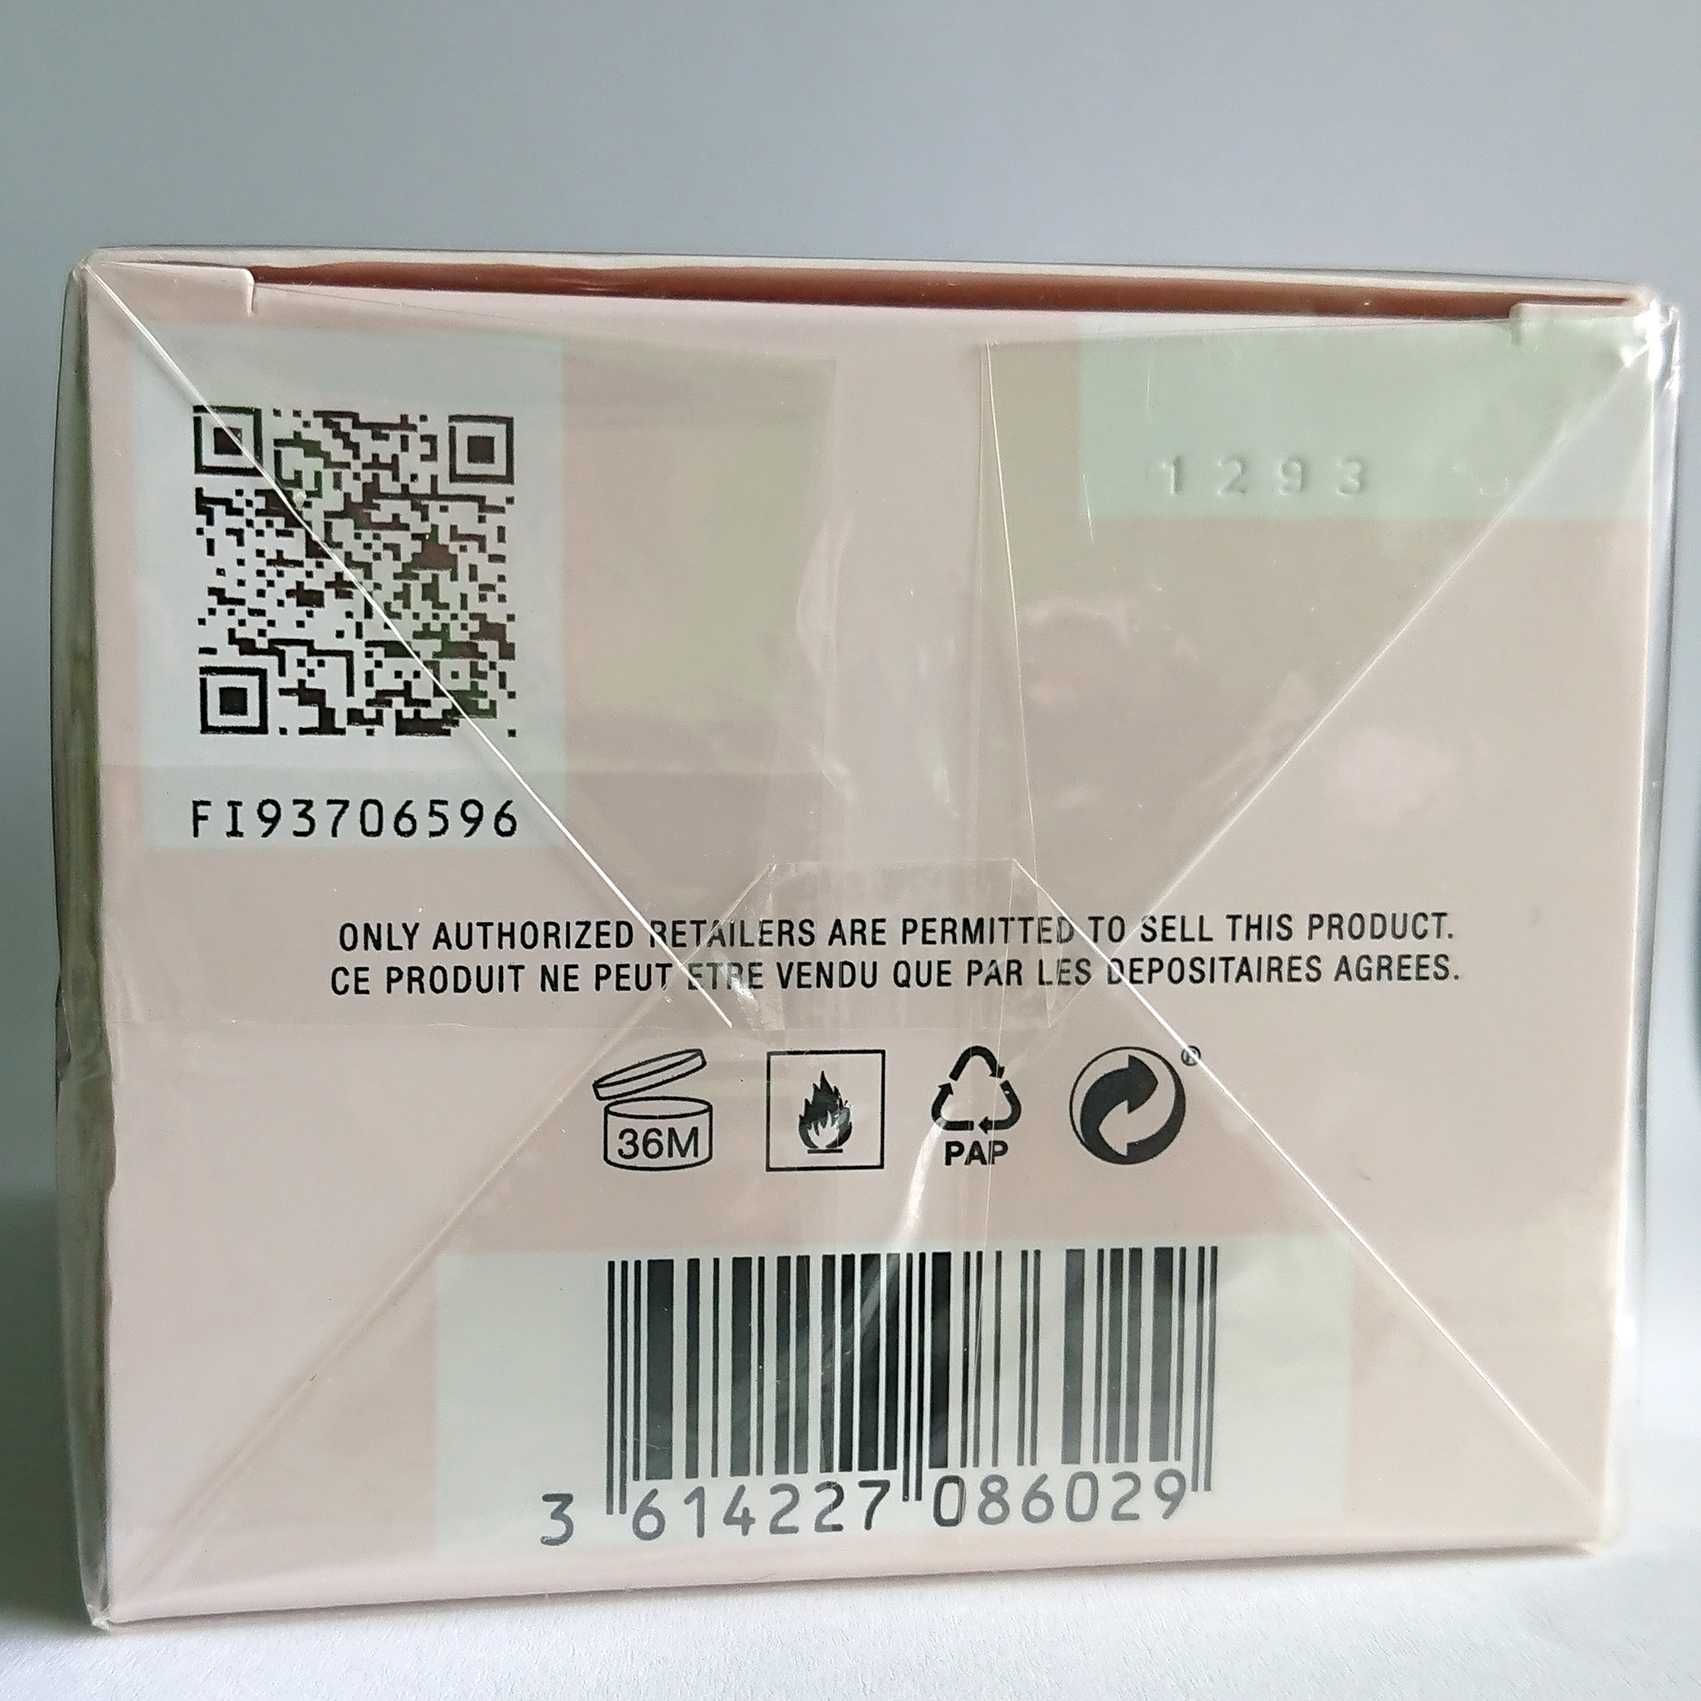 1293
FI93706596
ONLY AUTHORIZED RETAILERS ARE PERMITTED TO SELL THIS PRODUCT.
CE PRODUIT NE PEUT ETRE VENDU QUE PAR LES DEPOSITAIRES AGREES.
36M
PAP
®
3 614227 086029